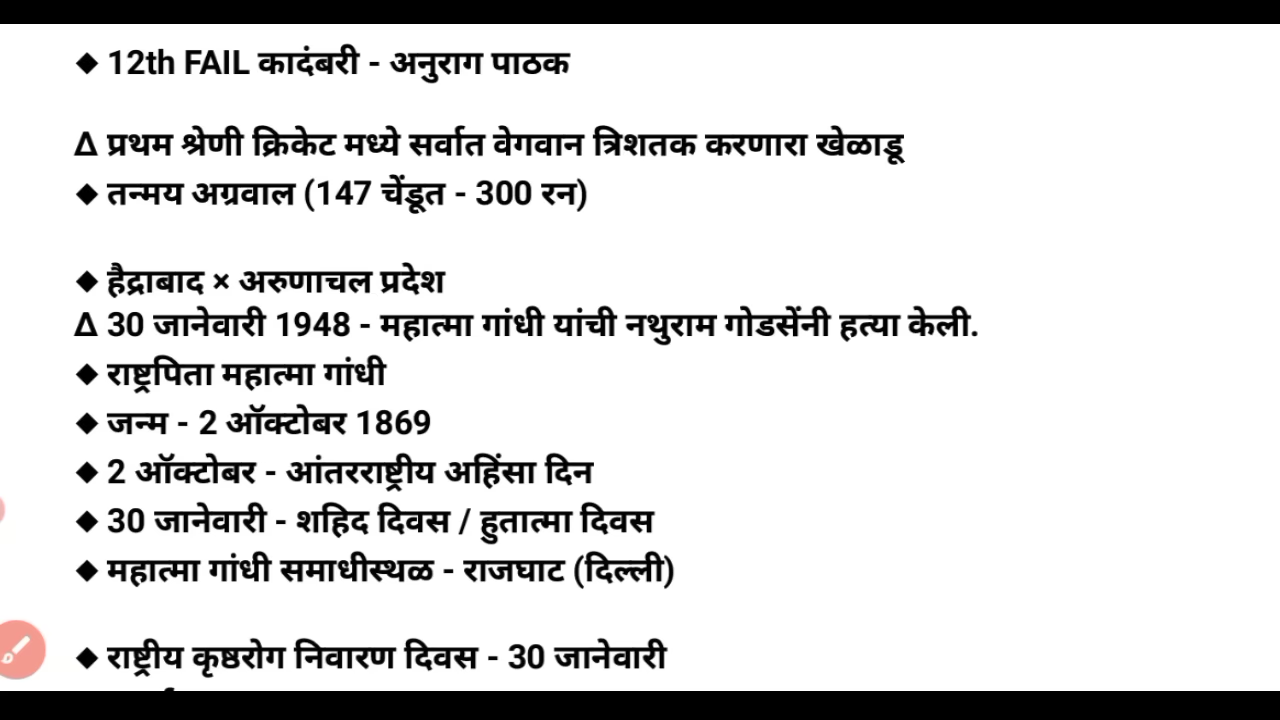 ◆ 12th FAIL कादंबरी - अनुराग पाठक
Δ प्रथम श्रेणी क्रिकेट मध्ये सर्वात वेगवान त्रिशतक करणारा खेळाडू
◆ तन्मय अग्रवाल (147 चेंडूत - 300 रन)
◆ हैद्राबाद × अरुणाचल प्रदेश
Δ 30 जानेवारी 1948 - महात्मा गांधी यांची नथुराम गोडसेंनी हत्या केली.
◆ राष्ट्रपिता महात्मा गांधी
◆ जन्म - 2 ऑक्टोबर 1869
◆ 2 ऑक्टोबर - आंतरराष्ट्रीय अहिंसा दिन
◆ 30 जानेवारी - शहिद दिवस / हुतात्मा दिवस
◆ महात्मा गांधी समाधीस्थळ - राजघाट (दिल्ली)
◆ राष्ट्रीय कृष्ठरोग निवारण दिवस - 30 जानेवारी